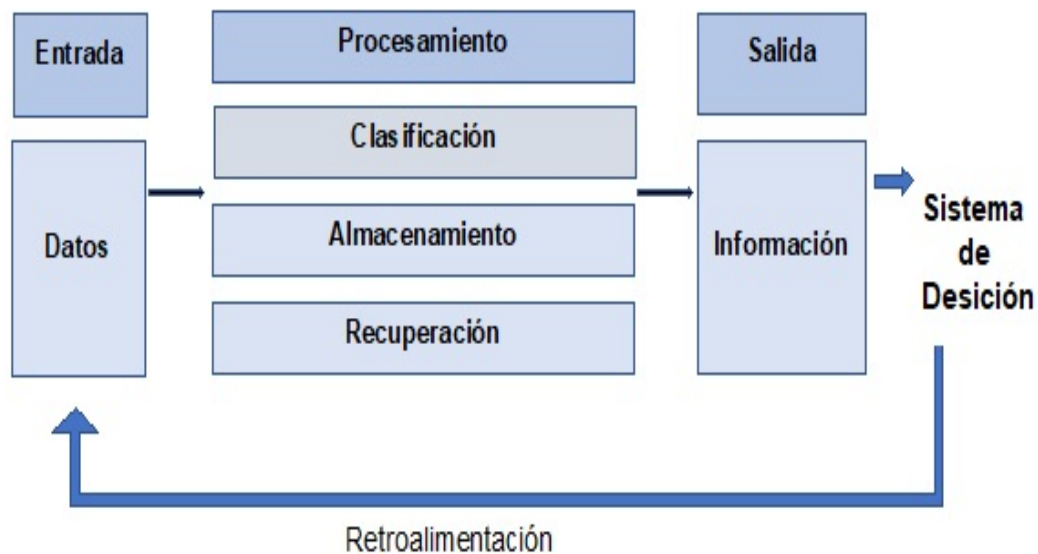 Entrada
Procesamiento
Salida
Clasificación
Datos
Almacenamiento
Recuperación
Información
Sistema
de
Desición
Retroalimentación